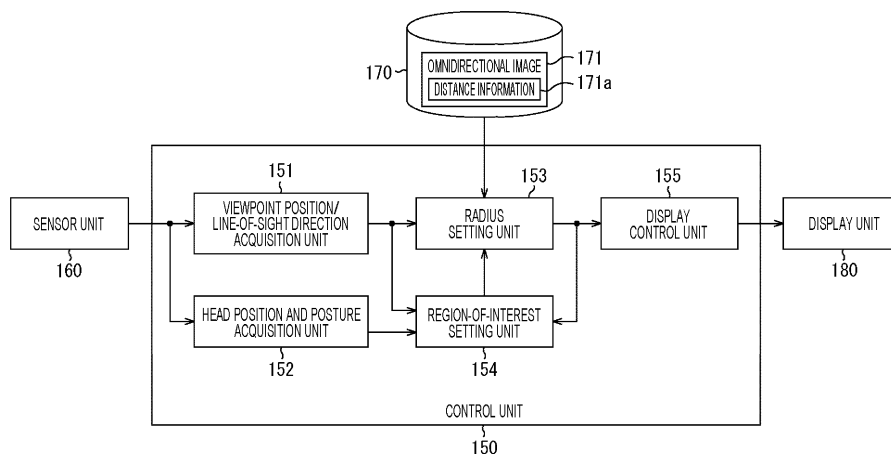 170
OMNIDIRECTIONAL IMAGE
171
DISTANCE INFORMATION
171a
151
153
155
SENSOR UNIT
160
VIEWPOINT POSITION/
LINE-OF-SIGHT DIRECTION
ACQUISITION UNIT
RADIUS
SETTING UNIT
DISPLAY
CONTROL UNIT
DISPLAY UNIT
180
HEAD POSITION AND POSTURE
ACQUISITION UNIT
152
REGION-OF-INTEREST
SETTING UNIT
154
CONTROL UNIT
150